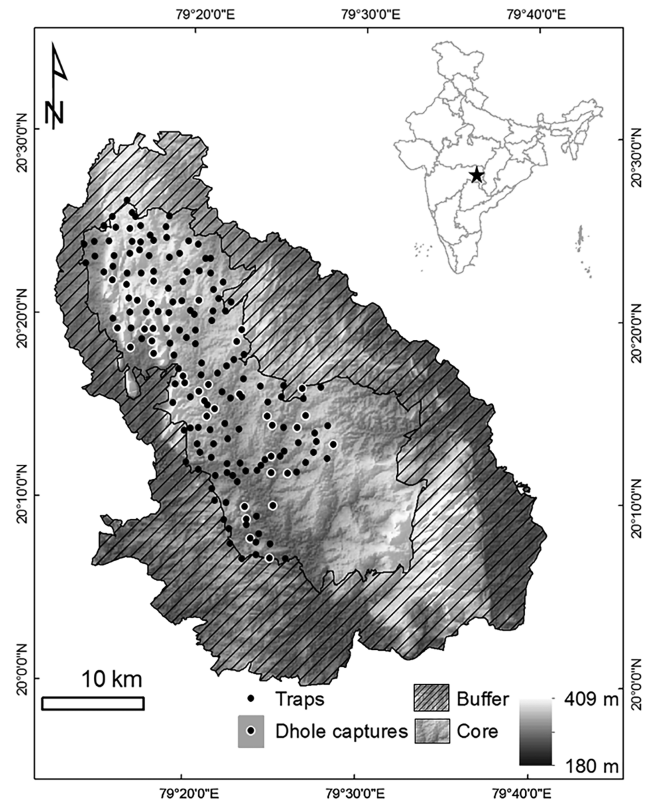 79°20'0"E 79°30'0"E 79°40'0"E
N
20°30'0"N 20°30'0"N
20°20'0"N 20°20'0"N
20°10'0"N 20°10'0"N
20°0'0"N 20°0'0"N
10 km
Traps Buffer 409 m
Dhole captures Core
180 m
79°20'0"E 79°30'0"E 79°40'0"E